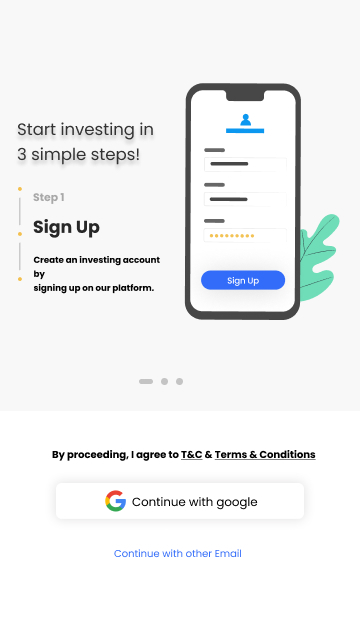 Start investing in
3 simple steps!
Step 1
Sign Up
Create an investing account
by
signing up on our platform.
Sign Up
By proceeding, I agree to T&C & Terms & Conditions
Continue with google
Continue with other Email